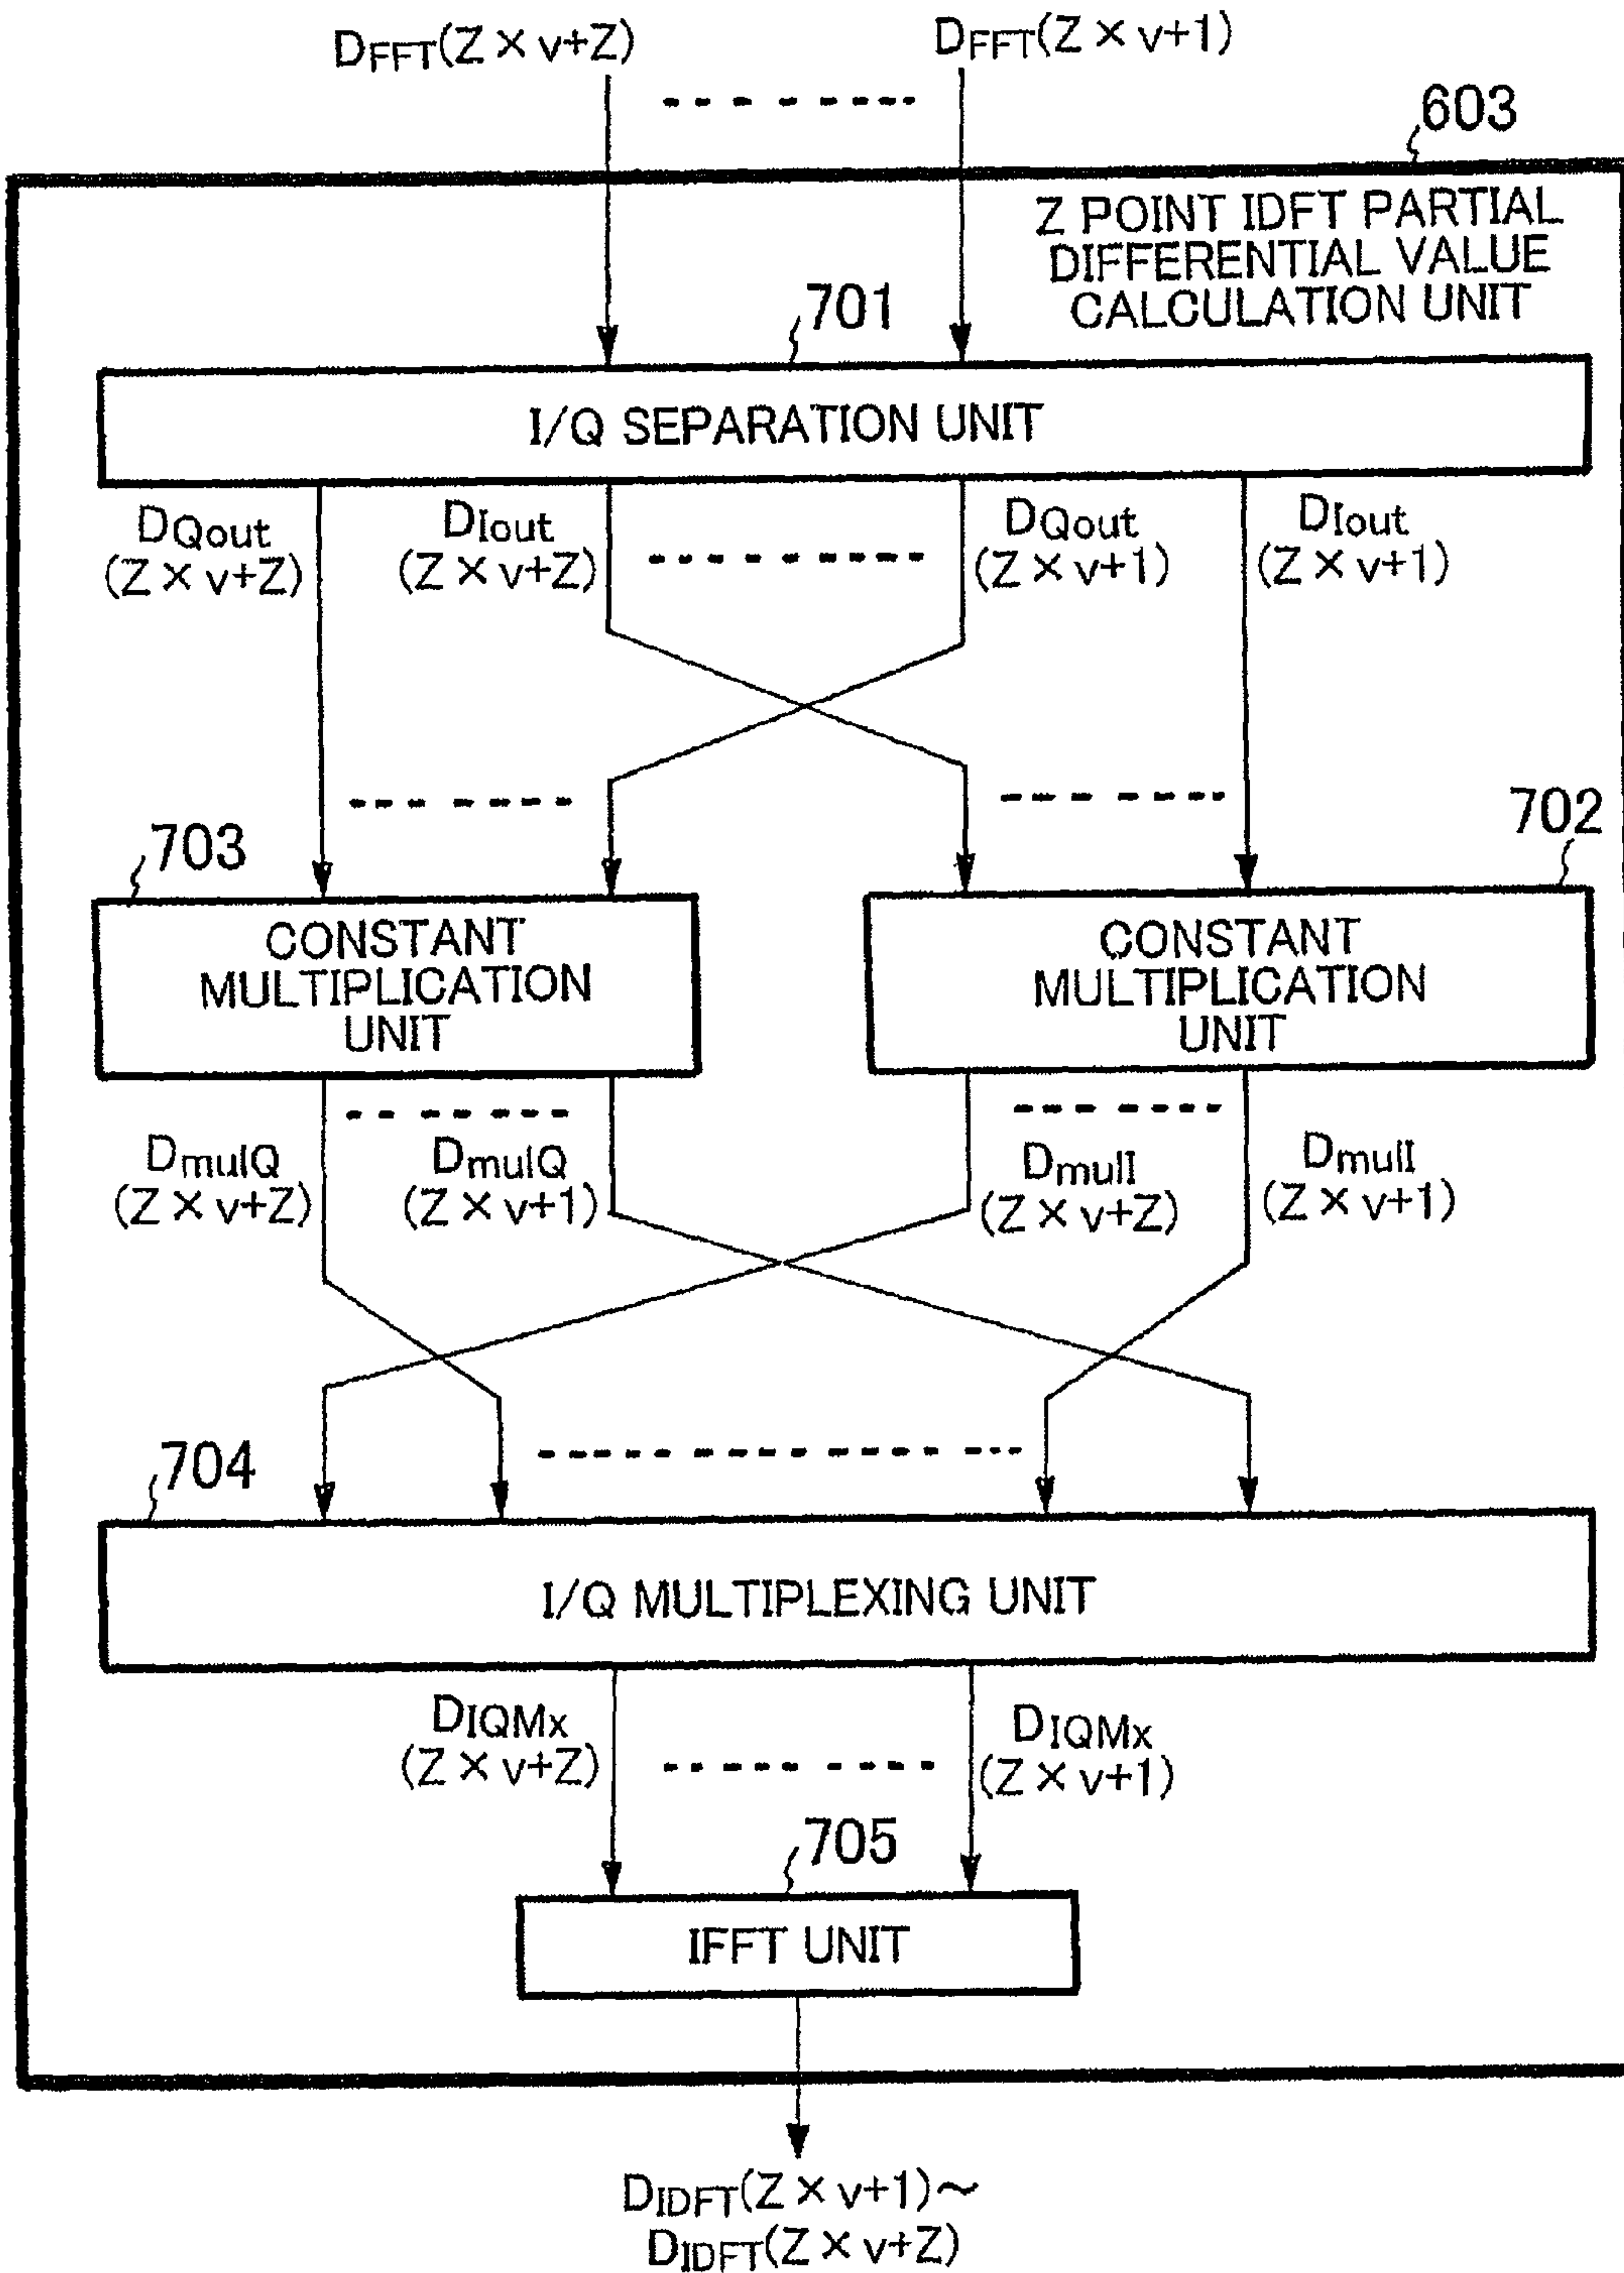 DFFT(Z × v+Z)
DFFT(Z × v+1)
603
Z POINT IDFT PARTIAL
DIFFERENTIAL VALUE
CALCULATION UNIT
701
I/Q SEPARATION UNIT
DQout
(Z × v+Z)
DIout
(Z × v+Z)
DQout
(Z × v+1)
DIout
(Z × v+1)
703
702
CONSTANT
MULTIPLICATION
UNIT
CONSTANT
MULTIPLICATION
UNIT
DmulQ
(Z × v+Z)
DmulQ
(Z × v+1)
DmulI
(Z × v+Z)
DmulI
(Z × v+1)
704
I/Q MULTIPLEXING UNIT
DIQMx
(Z × v+Z)
DIQMx
(Z × v+1)
705
IFFT UNIT
DIDFT(Z × v+1)~
DIDFT(Z × v+Z)